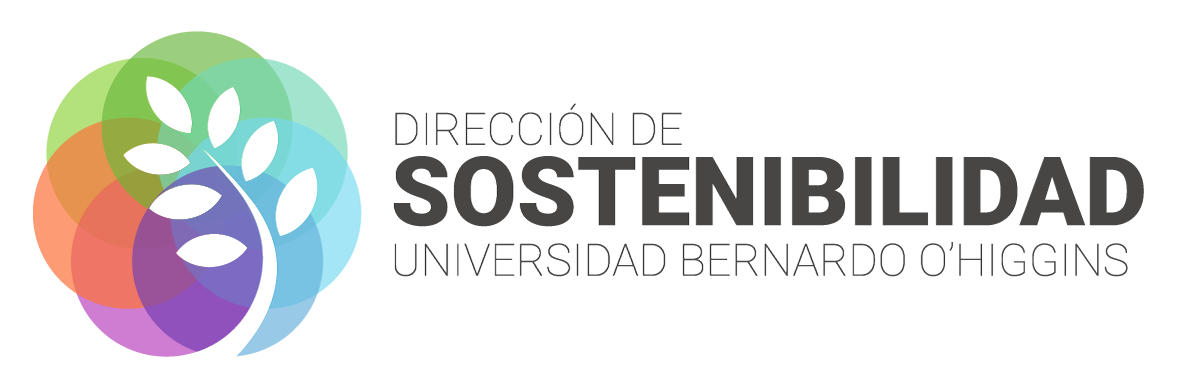 DIRECCIÓN DE
SOSTENIBILIDAD
UNIVERSIDAD BERNARDO O’HIGGINS